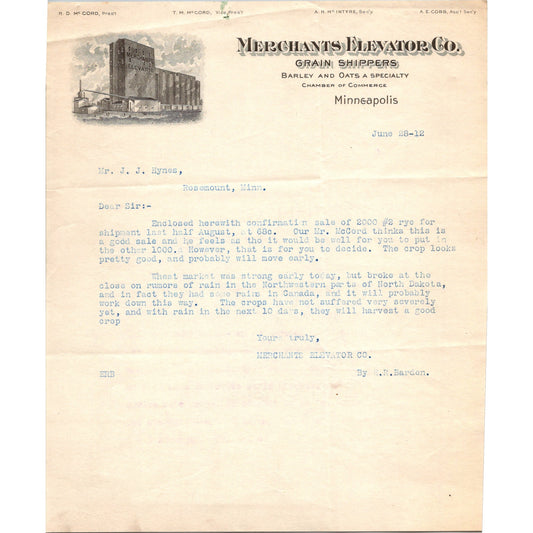 R. D. McCORD, Pres't   T. M. McCORD, Vice Pres't   A. R. McINTYRE, Sec'y   A. E. COBB, Ass't Sec'y
MERCHANTS ELEVATOR CO.
GRAIN SHIPPERS
BARLEY AND OATS A SPECIALTY
CHAMBER OF COMMERCE
Minneapolis
June 28-12
Mr. J. J. Hynes,
Rosemount, Minn.
Dear Sir:-
Enclosed herewith confirmation sale of 2000 #2 rye for
shipment last half August, at 68c. Our Mr. McCord thinks this is
a good sale and he feels as tho it would be well for you to put in
the other 1000. However, that is for you to decide. The crop looks
pretty good, and probably will move early.
Wheat market was strong early today, but broke at the
close on rumors of rain in the Northwestern parts of North Dakota,
and in fact they had some rains in Canada, and it will probably
work down this way. The crops have not suffered very severely
yet, and with rain in the next 10 days, they will harvest a good
crop
Yours truly,
MERCHANTS ELEVATOR CO.
ERB   By E.R.Bardon.